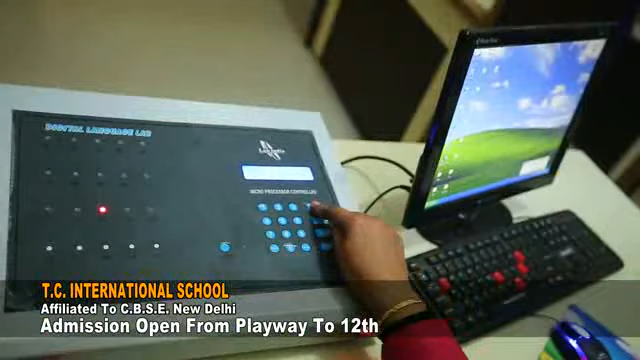 DIGITAL LANGUAGE LAB
MICRO PROCESSOR CONTROLLED
T.C. INTERNATIONAL SCHOOL
Affiliated To C.B.S.E. New Delhi
Admission Open From Playway To 12th